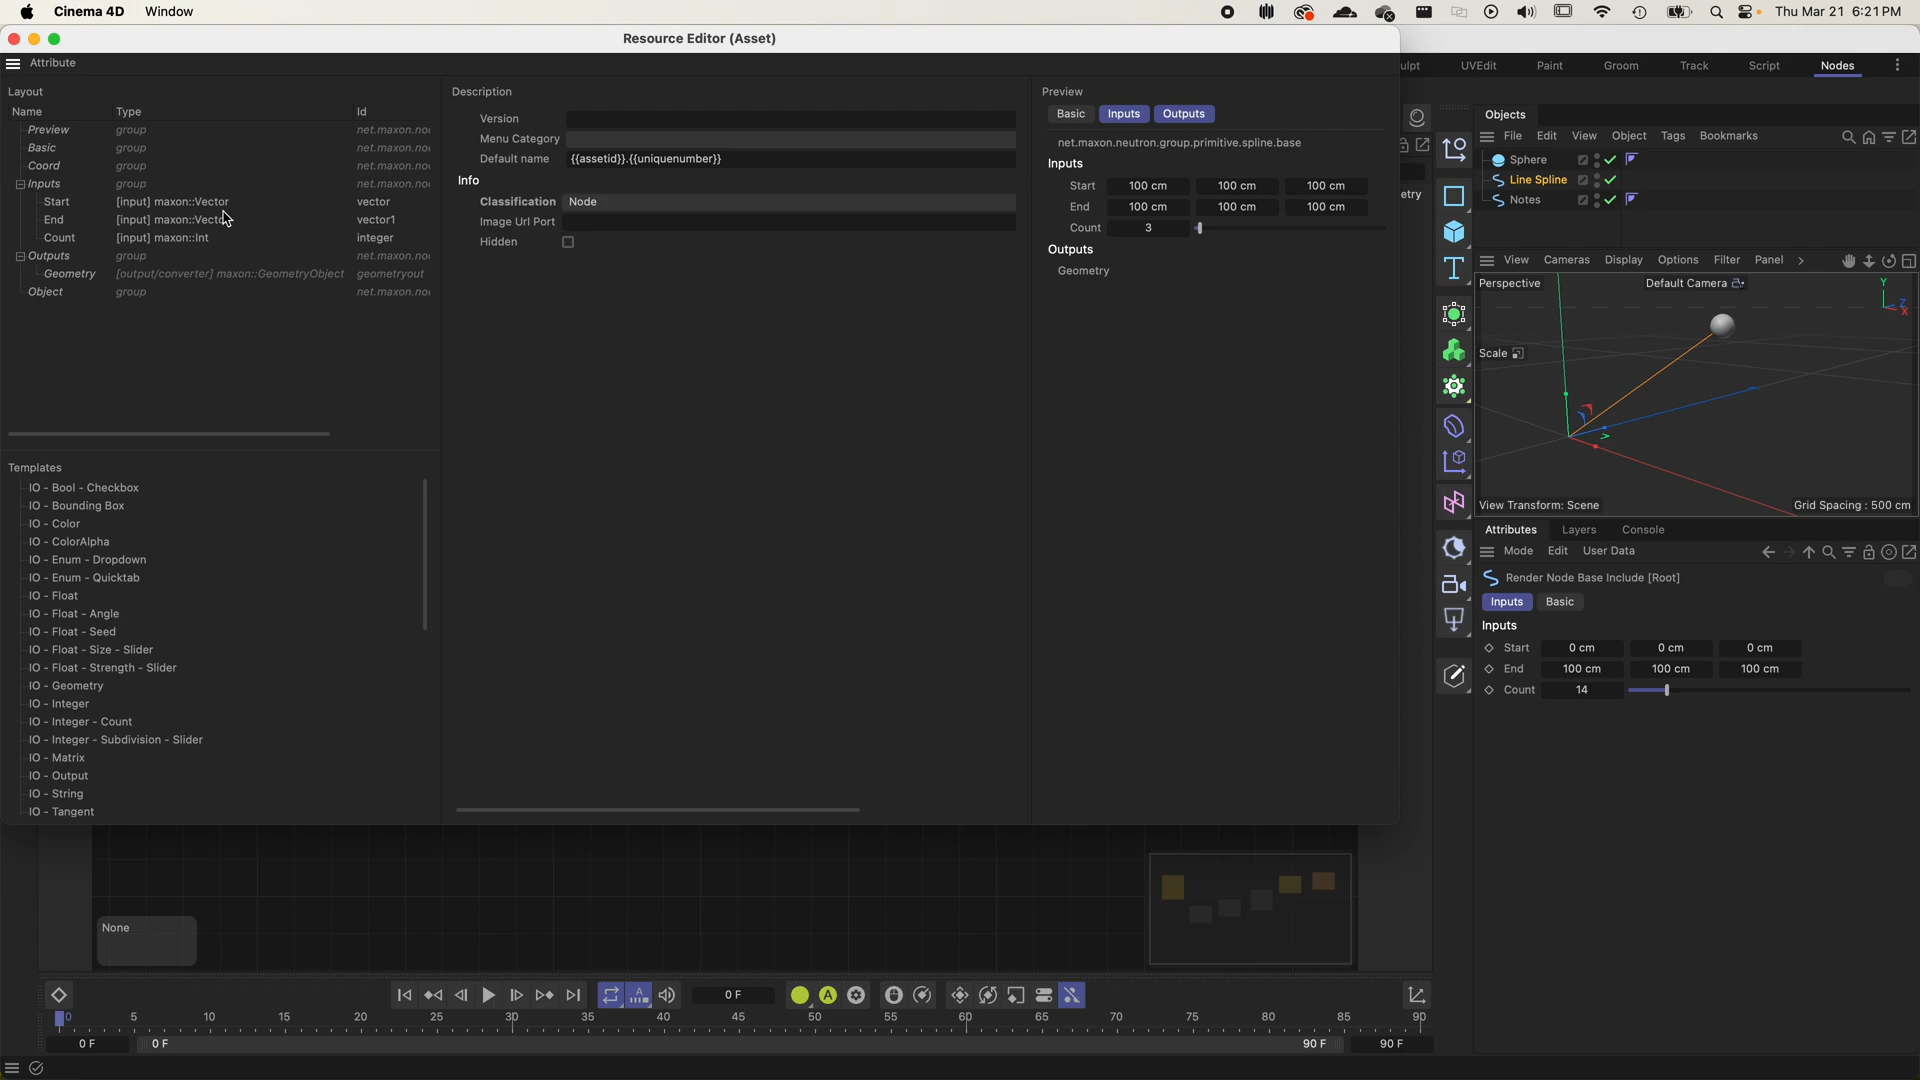 Cinema 4D Window
Thu Mar 21 6:21 PM
Resource Editor (Asset)
Attribute
Sculpt UVEdit Paint Groom Track Script Nodes
Layout
Name Type Id
Preview group net.maxon.no
Basic group net.maxon.no
Coord group net.maxon.no
Inputs group net.maxon.no
Start [input] maxon::Vector vector
End [input] maxon::Vector vector1
Count [input] maxon::Int integer
Outputs group net.maxon.no
Geometry [output/converter] maxon::GeometryObject geometryout
Object group net.maxon.no
Templates
IO - Bool - Checkbox
IO - Bounding Box
IO - Color
IO - ColorAlpha
IO - Enum - Dropdown
IO - Enum - Quicktab
IO - Float
IO - Float - Angle
IO - Float - Seed
IO - Float - Size - Slider
IO - Float - Strength - Slider
IO - Geometry
IO - Integer
IO - Integer - Count
IO - Integer - Subdivision - Slider
IO - Matrix
IO - Output
IO - String
IO - Tangent
Description
Version
Menu Category
Default name {{assetid}}.{{uniquenumber}}
Info
Classification Node
Image Url Port
Hidden
Preview
Basic Inputs Outputs
net.maxon.neutron.group.primitive.spline.base
Inputs
Start 100 cm 100 cm 100 cm
End 100 cm 100 cm 100 cm
Count 3
Outputs
Geometry
etry
Objects
File Edit View Object Tags Bookmarks
Sphere
Line Spline
Notes
View Cameras Display Options Filter Panel
Perspective Default Camera
Y
Z
X
Scale
View Transform: Scene Grid Spacing : 500 cm
Attributes Layers Console
Mode Edit User Data
Render Node Base Include [Root]
Inputs Basic
Inputs
Start 0 cm 0 cm 0 cm
End 100 cm 100 cm 100 cm
Count 14
None
0 F
A
0 5 10 15 20 25 30 35 40 45 50 55 60 65 70 75 80 85 90
0 F 0 F 90 F 90 F